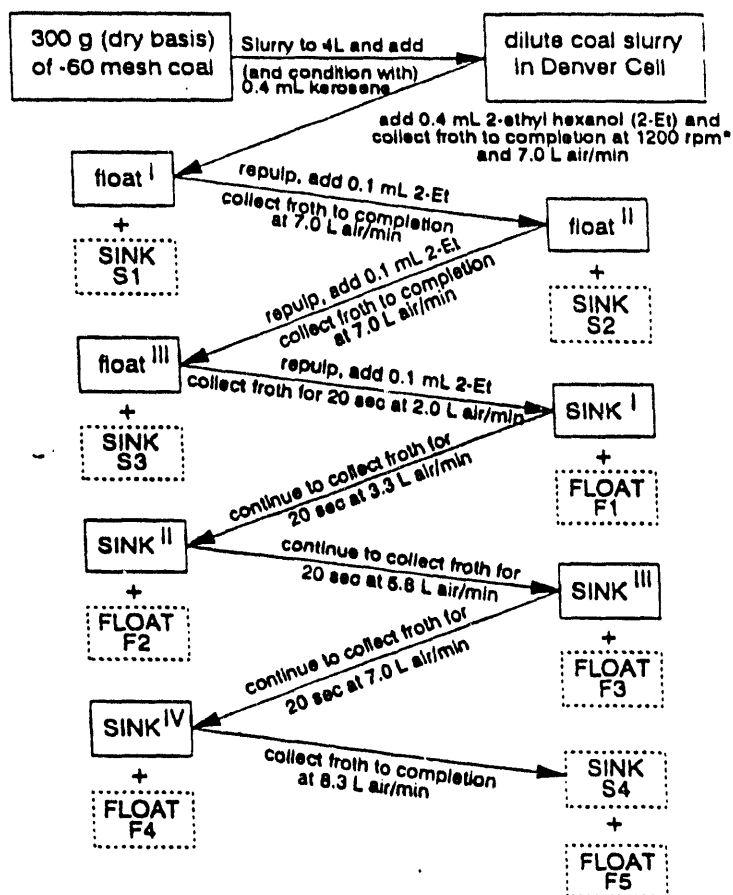 300 g (dry basis)
of -60 mesh coal
Slurry to 4L and add
(and condition with)
0.4 mL kerosene
dilute coal slurry
in Denver Cell
add 0.4 mL 2-ethyl hexanol (2-Et) and
collect froth to completion at 1200 rpm*
and 7.0 L air/min
float I
+
SINK
S1
repulp, add 0.1 mL 2-Et
collect froth to completion
at 7.0 L air/min
float II
+
SINK
S2
repulp, add 0.1 mL 2-Et
collect froth to completion
at 7.0 L air/min
float III
+
SINK
S3
repulp, add 0.1 mL 2-Et
collect froth for 20 sec at 2.0 L air/min
SINK I
+
FLOAT
F1
continue to collect froth for
20 sec at 3.3 L air/min
SINK II
+
FLOAT
F2
continue to collect froth for
20 sec at L air/min
SINK III
+
FLOAT
F3
continue to collect froth for
20 sec at 7.0 L air/min
SINK IV
+
FLOAT
F4
collect froth to completion
at 8.3 L air/min
SINK
S4
+
FLOAT
F5